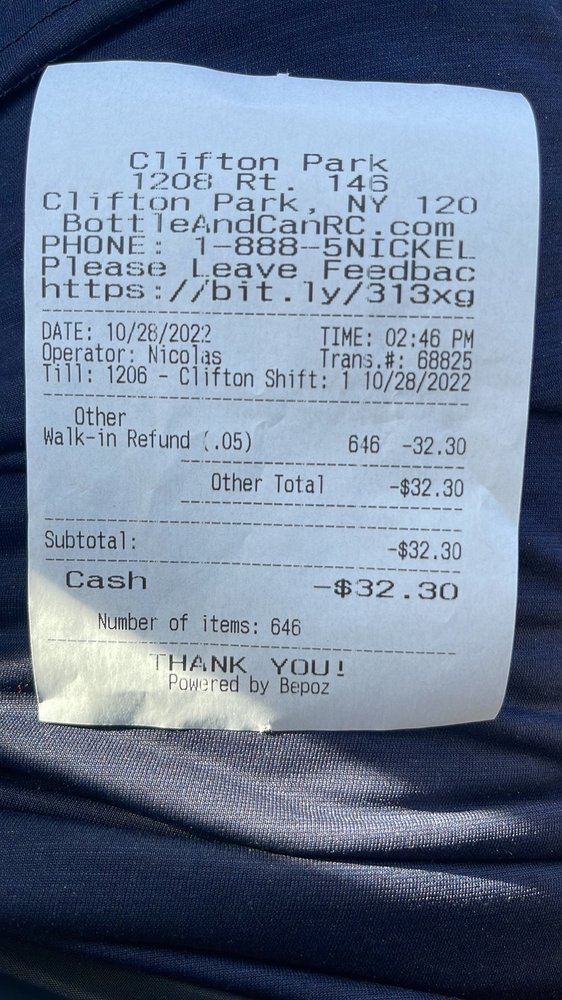 Clifton Park
1208 Rt. 146
Clifton Park, NY 120
BottleAndCanRC.com
PHONE: 1-888-5NICKEL
Please Leave Feedbac
https://bit.ly/313xg
DATE: 10/28/2022 TIME: 02:46 PM
Operator: Nicolas Trans.#: 68825
Till: 1206 - Clifton Shift: 1 10/28/2022
Other
Walk-in Refund (.05) 646 -32.30
Other Total -$32.30
Subtotal: -$32.30
Cash -$32.30
Number of items: 646
THANK YOU!
Powered by Bepoz